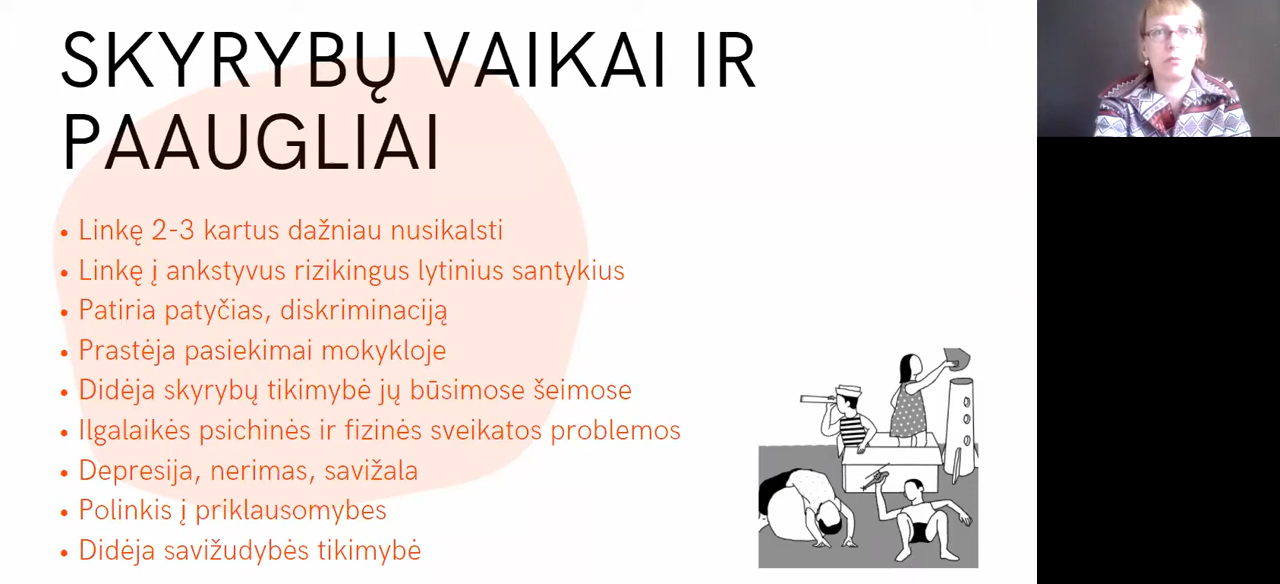 SKYRYBŲ VAIKAI IR
PAAUGLIAI
• Linkę 2-3 kartus dažniau nusikalsti
• Linkę į ankstyvus rizikingus lytinius santykius
• Patiria patyčias, diskriminaciją
• Prastėja pasiekimai mokykloje
• Didėja skyrybų tikimybė jų būsimose šeimose
• Ilgalaikės psichinės ir fizinės sveikatos problemos
• Depresija, nerimas, savižala
• Polinkis į priklausomybes
• Didėja savižudybės tikimybė